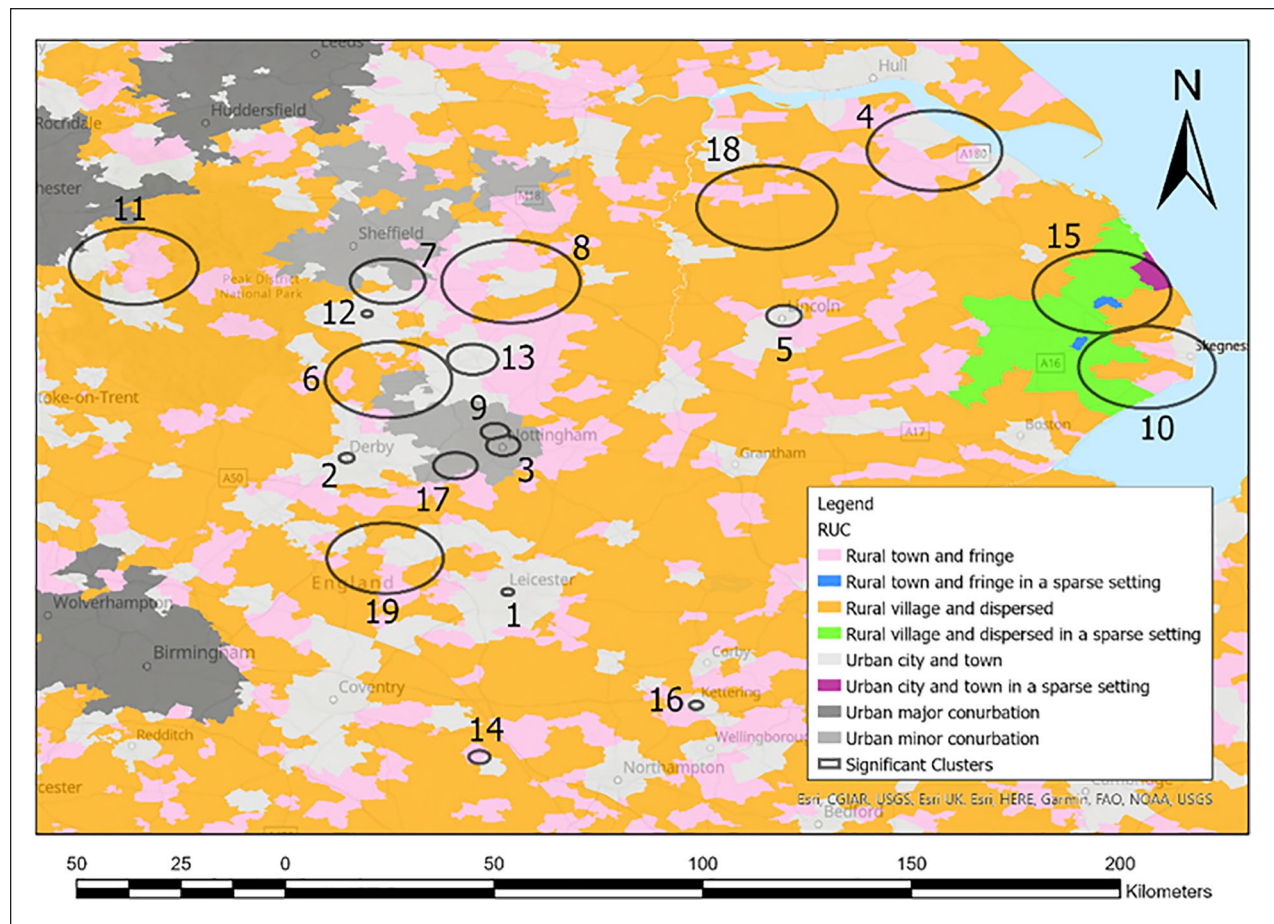 Leeds
Hull
N
Huddersfield
Rochdale
4
A180
18
hester
M18
11
Sheffield
7
8
15
Peak District
National Park
12
Lincoln
5
13
6
Skegness
A16
10
oke-on-Trent
9
Nottingham
Derby
2
3
17
A17
Boston
Grantham
A50
England
19
Leicester
1
Wolverhampton
Birmingham
Corby
Coventry
16
Kettering
Redditch
14
Wellingborou
Northampton
cester
Bedford
Cambridge
Legend
RUC
Rural town and fringe
Rural town and fringe in a sparse setting
Rural village and dispersed
Rural village and dispersed in a sparse setting
Urban city and town
Urban city and town in a sparse setting
Urban major conurbation
Urban minor conurbation
Significant Clusters
Esri, CGIAR, USGS, Esri UK, Esri, HERE, Garmin, FAO, NOAA, USGS
50 25 0 50 100 150 200
Kilometers